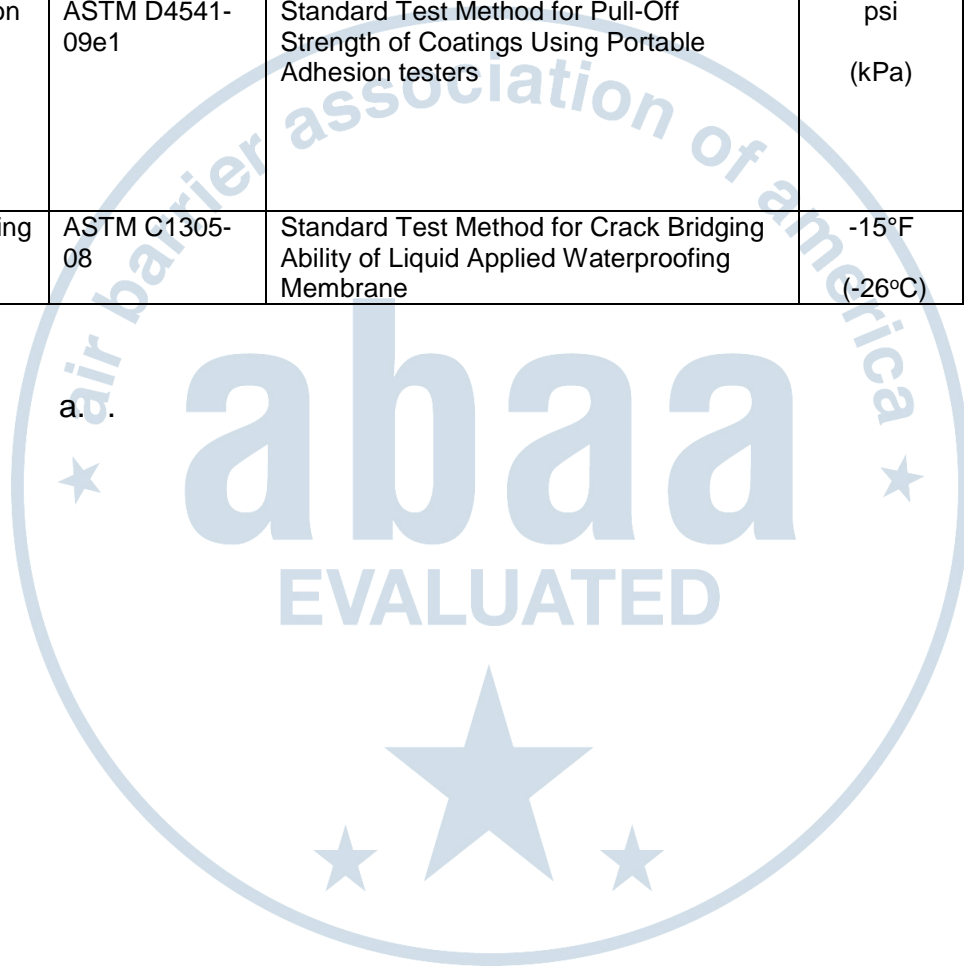 on
ASTM D4541-
09e1
Standard Test Method for Pull-Off
Strength of Coatings Using Portable
Adhesion testers
psi
(kPa)
ing
ASTM C1305-
08
Standard Test Method for Crack Bridging
Ability of Liquid Applied Waterproofing
Membrane
-15°F
(-26°C)
a. .
air barrier association of america
abaa
EVALUATED